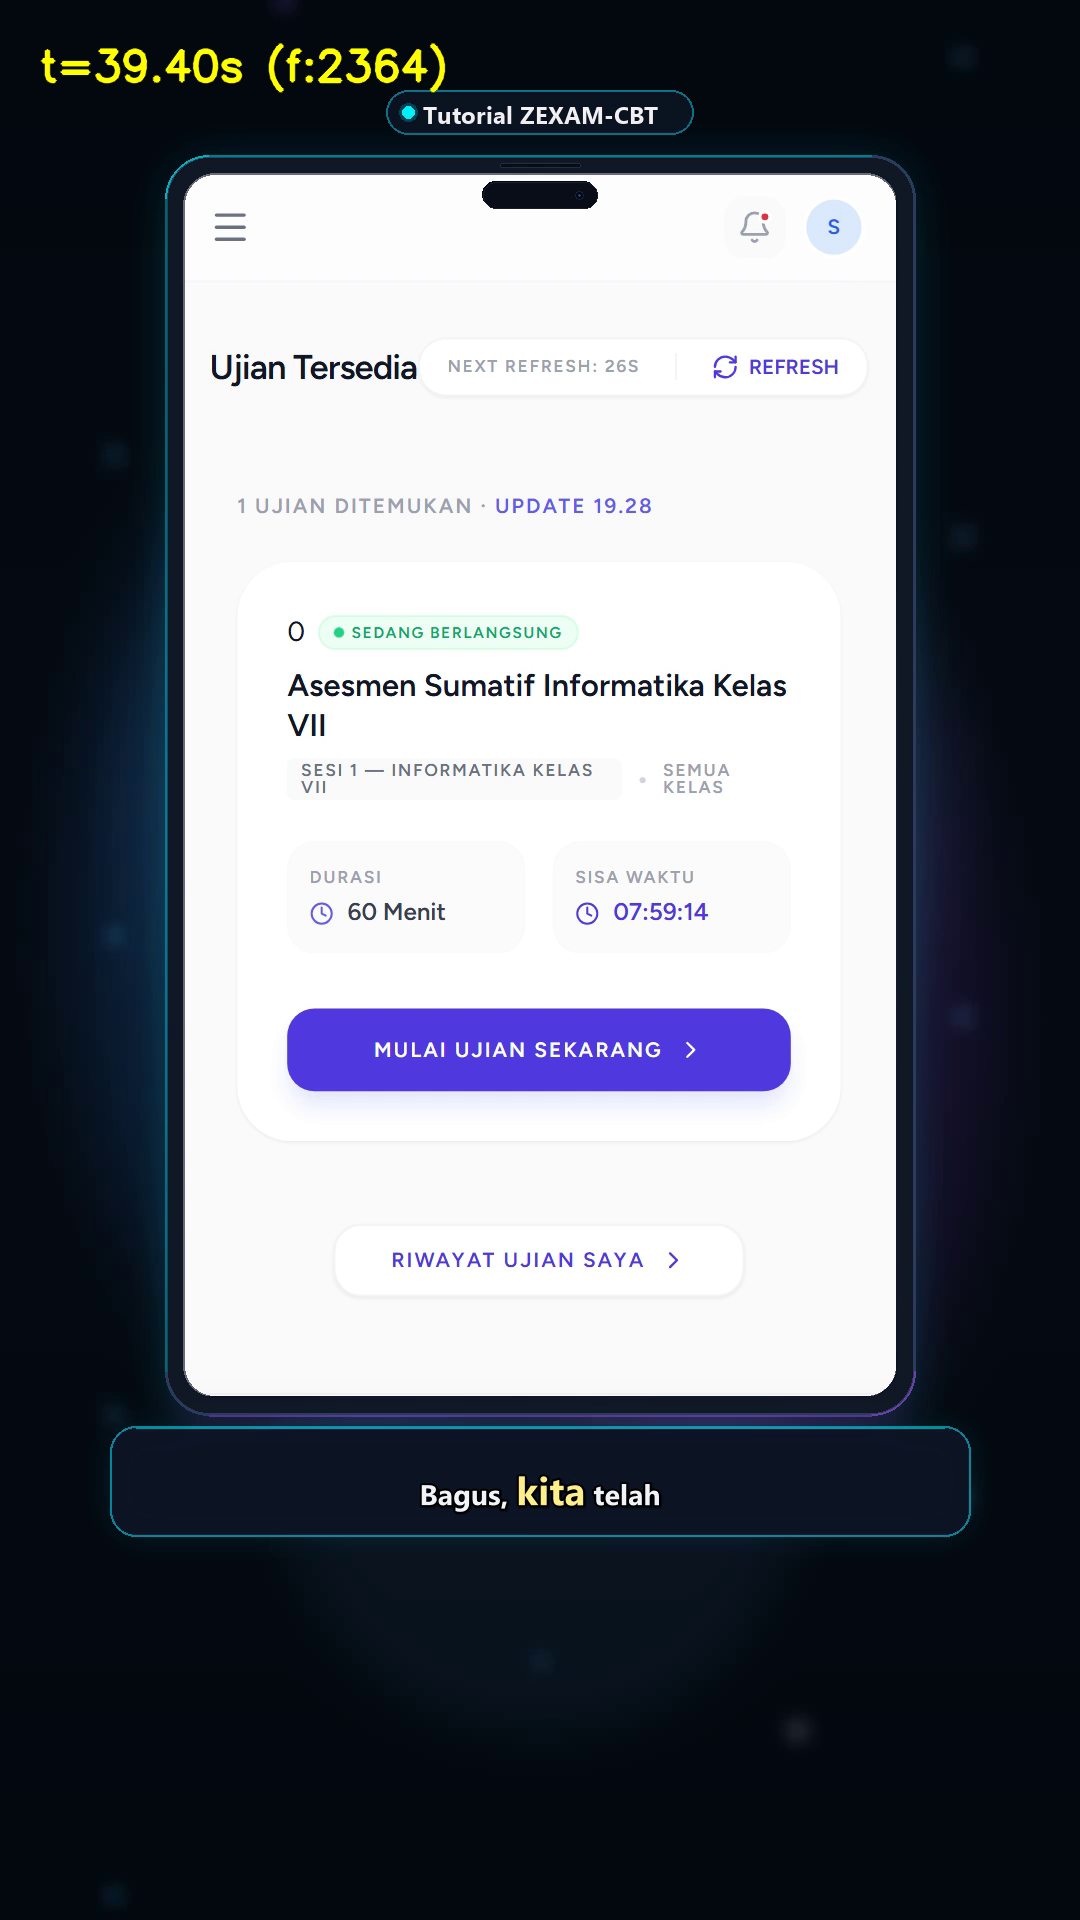 t=39.40s (f:2364)
Tutorial ZEXAM-CBT
S
Ujian Tersedia
NEXT REFRESH: 26S
REFRESH
1 UJIAN DITEMUKAN · UPDATE 19.28
0
SEDANG BERLANGSUNG
Asesmen Sumatif Informatika Kelas
VII
SESI 1 — INFORMATIKA KELAS
VII
SEMUA
KELAS
DURASI
60 Menit
SISA WAKTU
07:59:14
MULAI UJIAN SEKARANG
RIWAYAT UJIAN SAYA
Bagus, kita telah